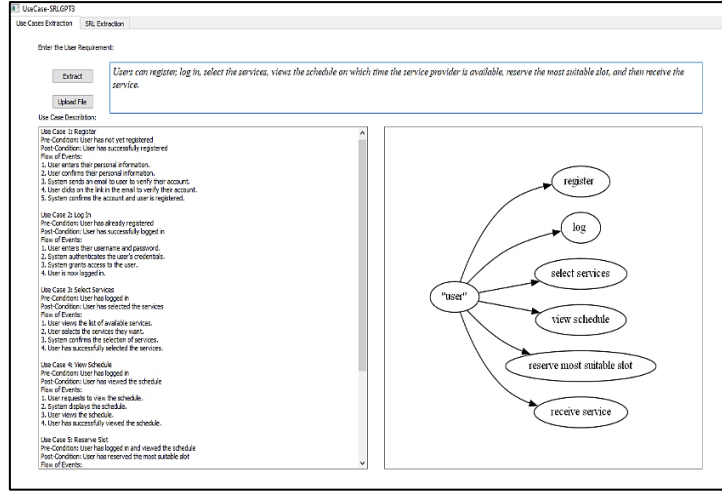 UseCase-SRLGPT3
Use Cases Extraction SRL Extraction
Enter the User Requirement:
Extract
Users can register, log in, select the services, views the schedule on which time the service provider is available, reserve the most suitable slot, and then receive the
service.
Upload File
Use Case Describtion:
Use Case 1: Register
Pre-Condition: User has not yet registered
Post-Condition: User has successfully registered
Flow of Events:
1. User enters their personal information.
2. User confirms their personal information.
3. System sends an email to user to verify their account.
4. User clicks on the link in the email to verify their account.
5. System confirms the account and user is registered.
Use Case 2: Log In
Pre-Condition: User has already registered
Post-Condition: User has successfully logged in
Flow of Events:
1. User enters their username and password.
2. System authenticates the user's credentials.
3. System grants access to the user.
4. User is now logged in.
Use Case 3: Select Services
Pre-Condition: User has logged in
Post-Condition: User has selected the services
Flow of Events:
1. User views the list of available services.
2. User selects the services they want.
3. System confirms the selection of services.
4. User has successfully selected the services.
Use Case 4: View Schedule
Pre-Condition: User has logged in
Post-Condition: User has viewed the schedule
Flow of Events:
1. User requests to view the schedule.
2. System displays the schedule.
3. User views the schedule.
4. User has successfully viewed the schedule.
Use Case 5: Reserve Slot
Pre-Condition: User has logged in and viewed the schedule
Post-Condition: User has reserved the most suitable slot
Flow of Events:
"user"
register
log
select services
view schedule
reserve most suitable slot
receive service